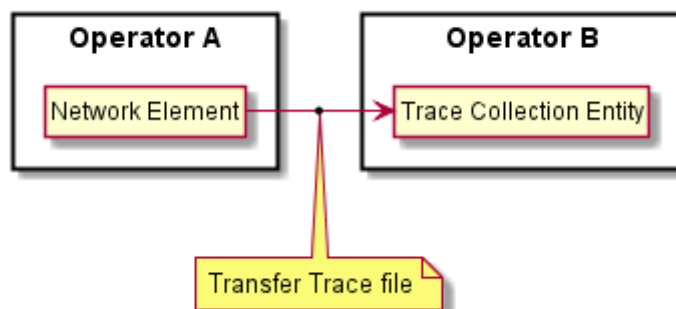 Operator A
Operator B
Network Element
Trace Collection Entity
Transfer Trace file